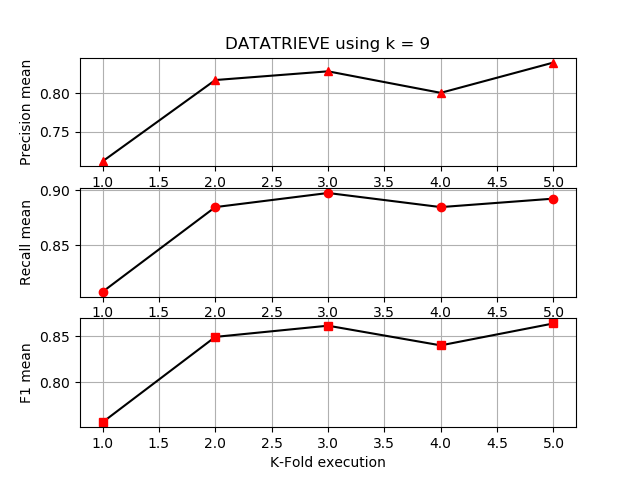 DATATRIEVE using k = 9
Precision mean
0.80
0.75
1.0 1.5 2.0 2.5 3.0 3.5 4.0 4.5 5.0
Recall mean
0.90
0.85
1.0 1.5 2.0 2.5 3.0 3.5 4.0 4.5 5.0
F1 mean
0.85
0.80
1.0 1.5 2.0 2.5 3.0 3.5 4.0 4.5 5.0
K-Fold execution